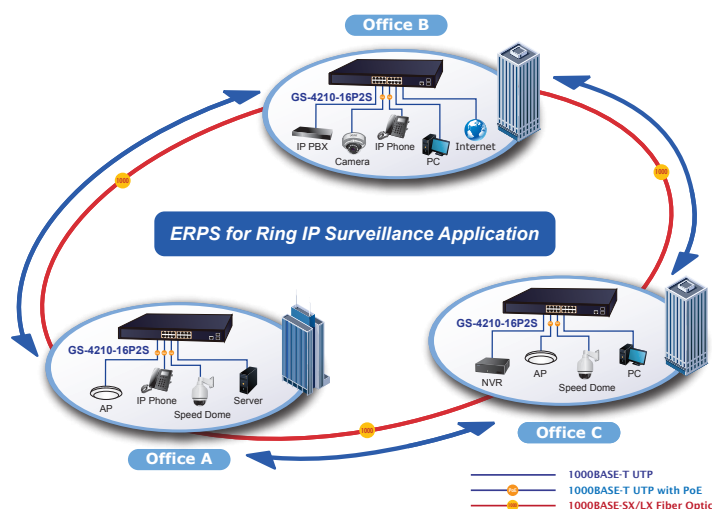 Office B
GS-4210-16P2S
IP PBX
Camera
IP Phone
PC
Internet
1000
1000
ERPS for Ring IP Surveillance Application
GS-4210-16P2S
AP
IP Phone
Speed Dome
Server
GS-4210-16P2S
NVR
AP
Speed Dome
PC
1000
Office A
Office C
1000BASE-T UTP
PoE
1000BASE-T UTP with PoE
1000
1000BASE-SX/LX Fiber Optic